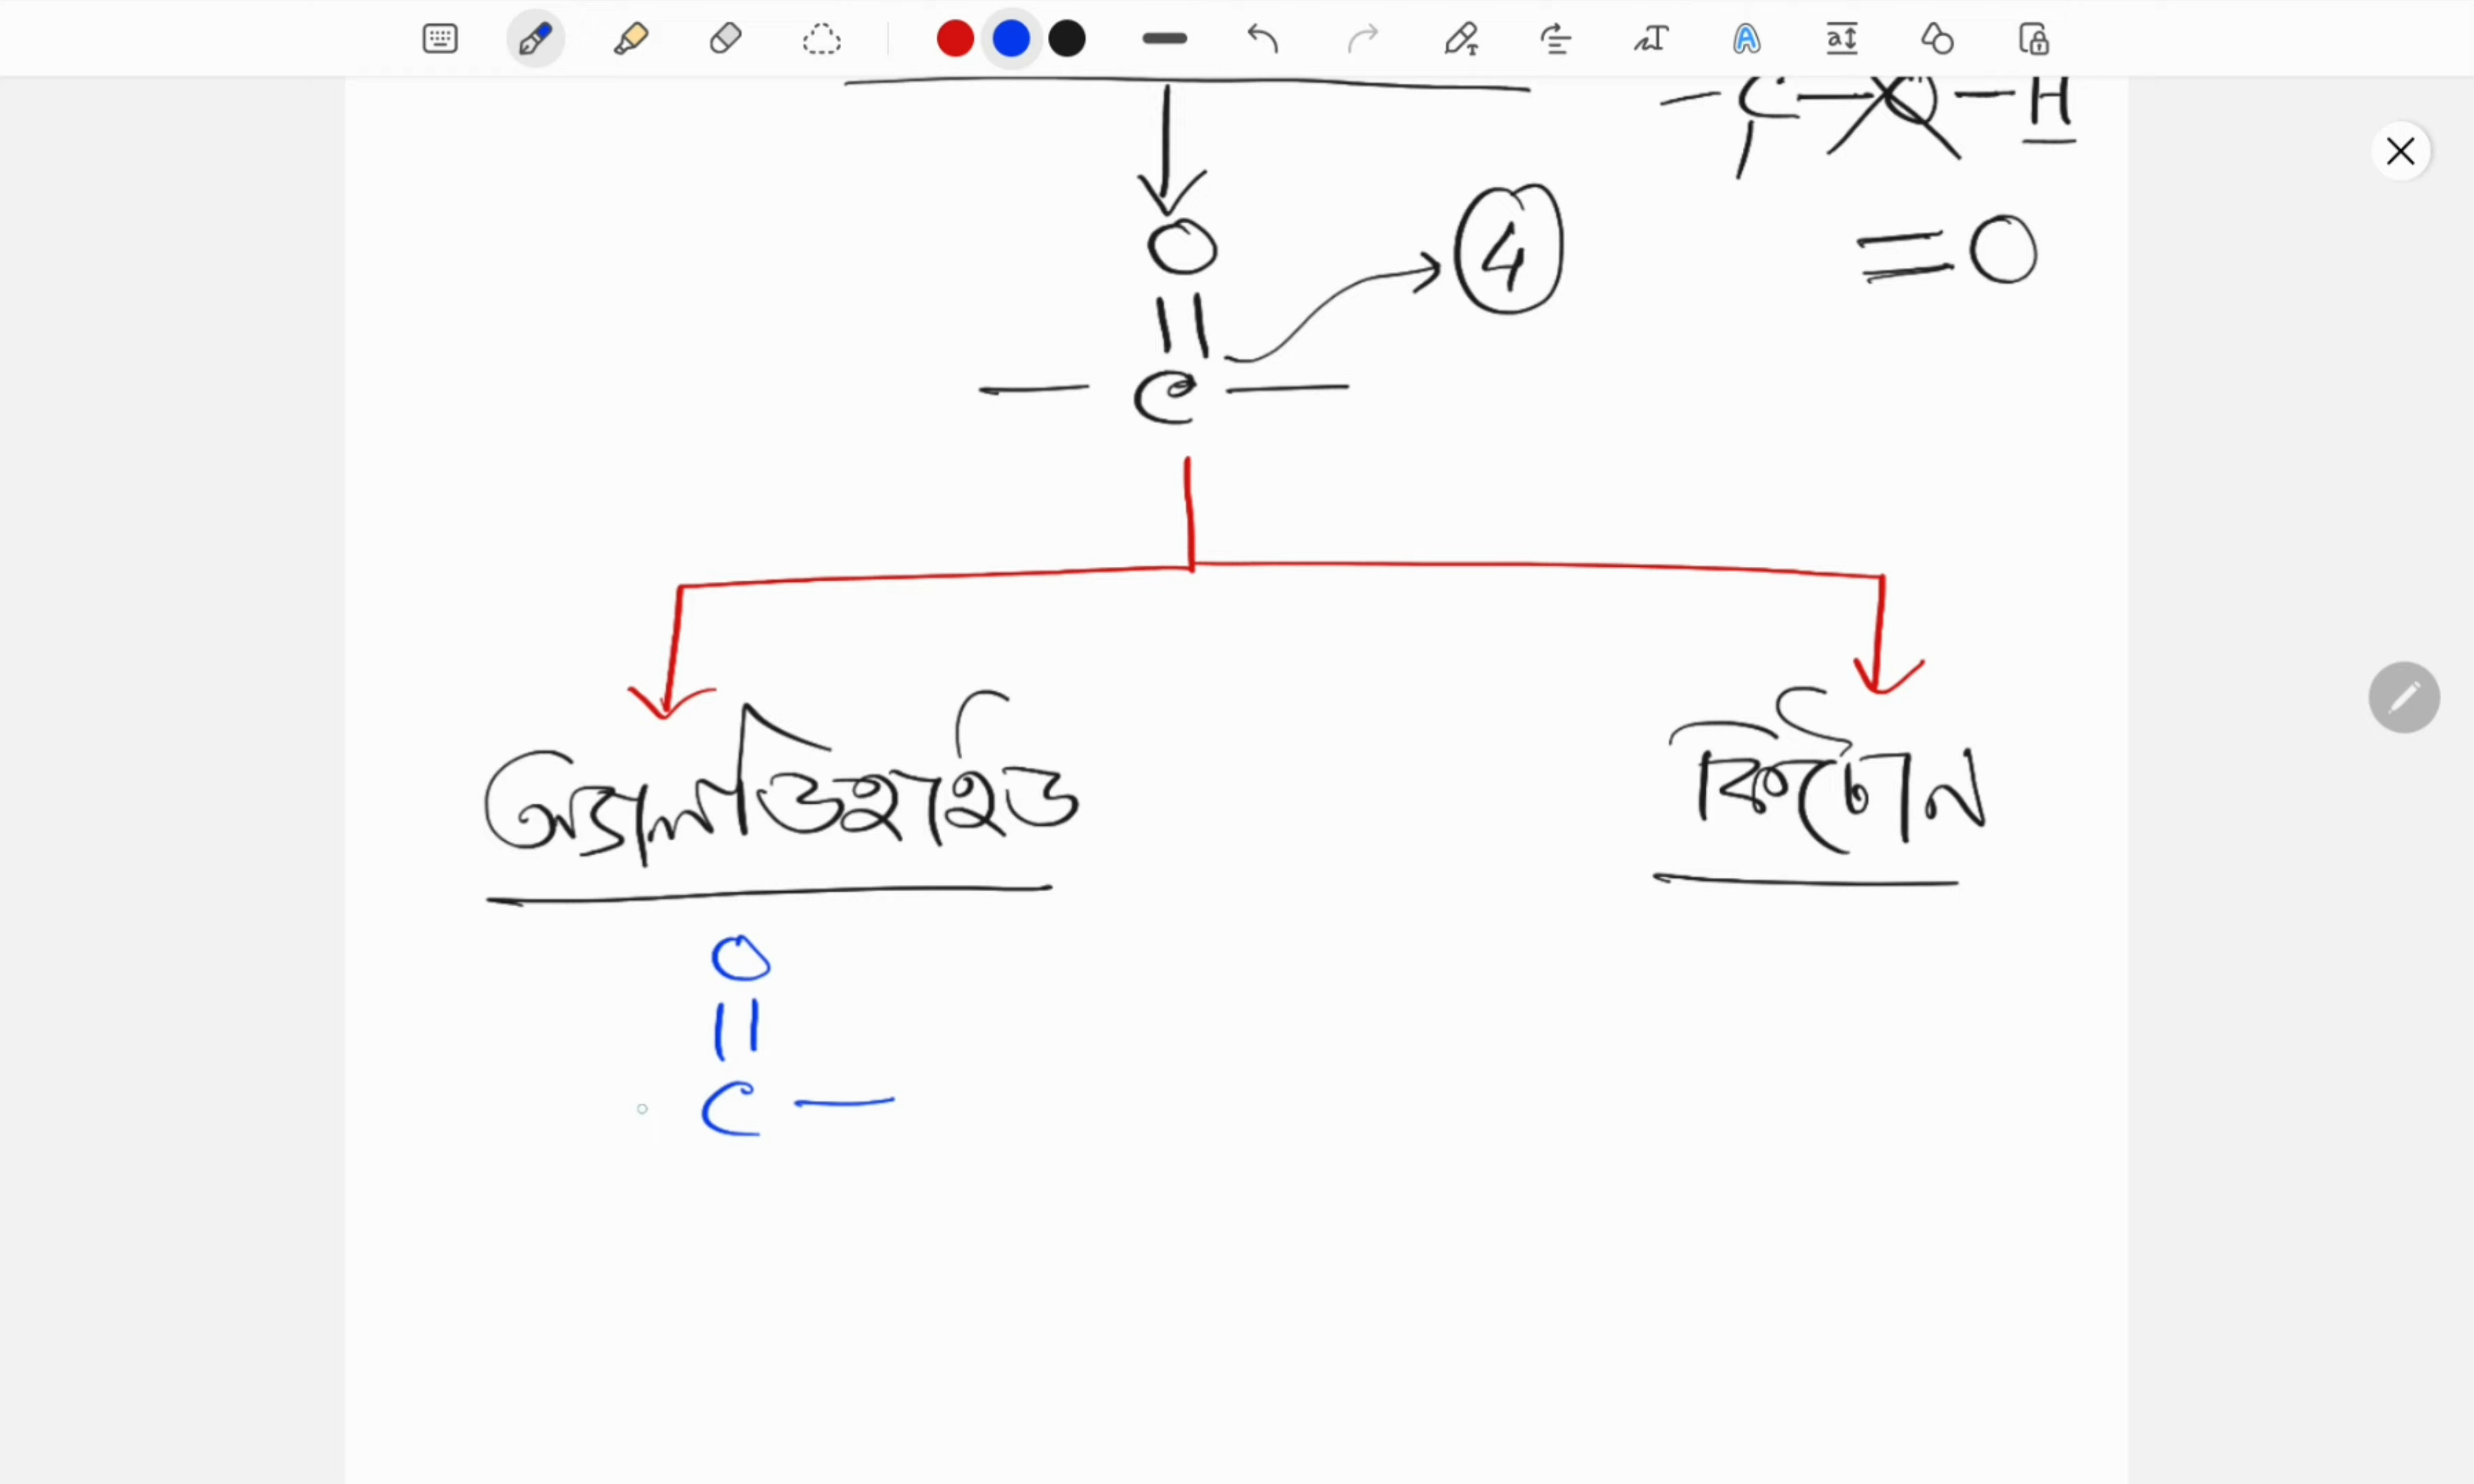 - C - O - H
O
= O
4
||
- C -
অ্যালডিহাইড
কিটোন
O
||
C -